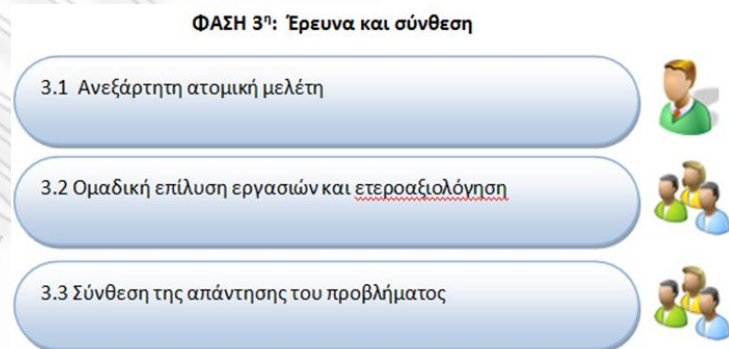 ΦΑΣΗ 3η: Έρευνα και σύνθεση
3.1 Ανεξάρτητη ατομική μελέτη
3.2 Ομαδική επίλυση εργασιών και ετεροαξιολόγηση
3.3 Σύνθεση της απάντησης του προβλήματος